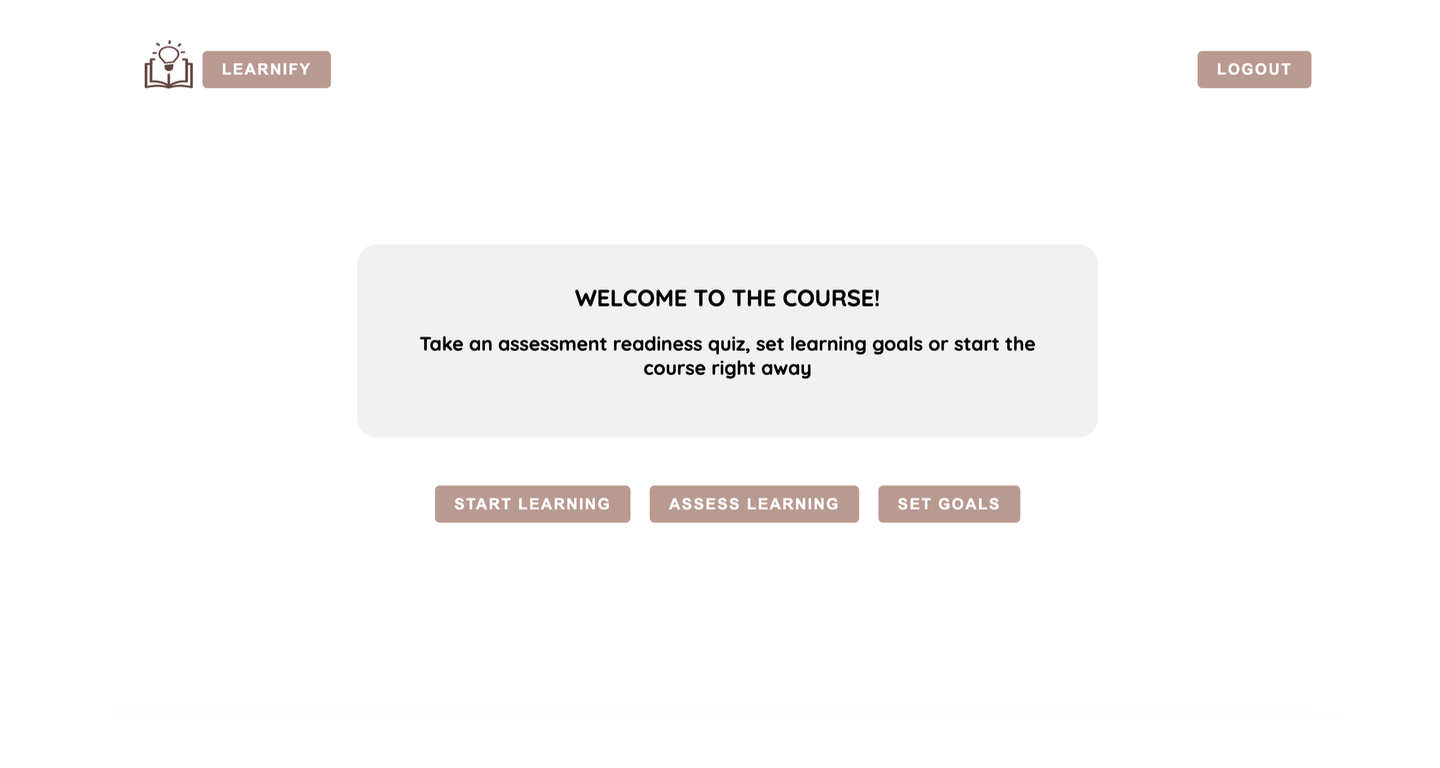 LEARNIFY
LOGOUT
WELCOME TO THE COURSE!
Take an assessment readiness quiz, set learning goals or start the
course right away
START LEARNING
ASSESS LEARNING
SET GOALS